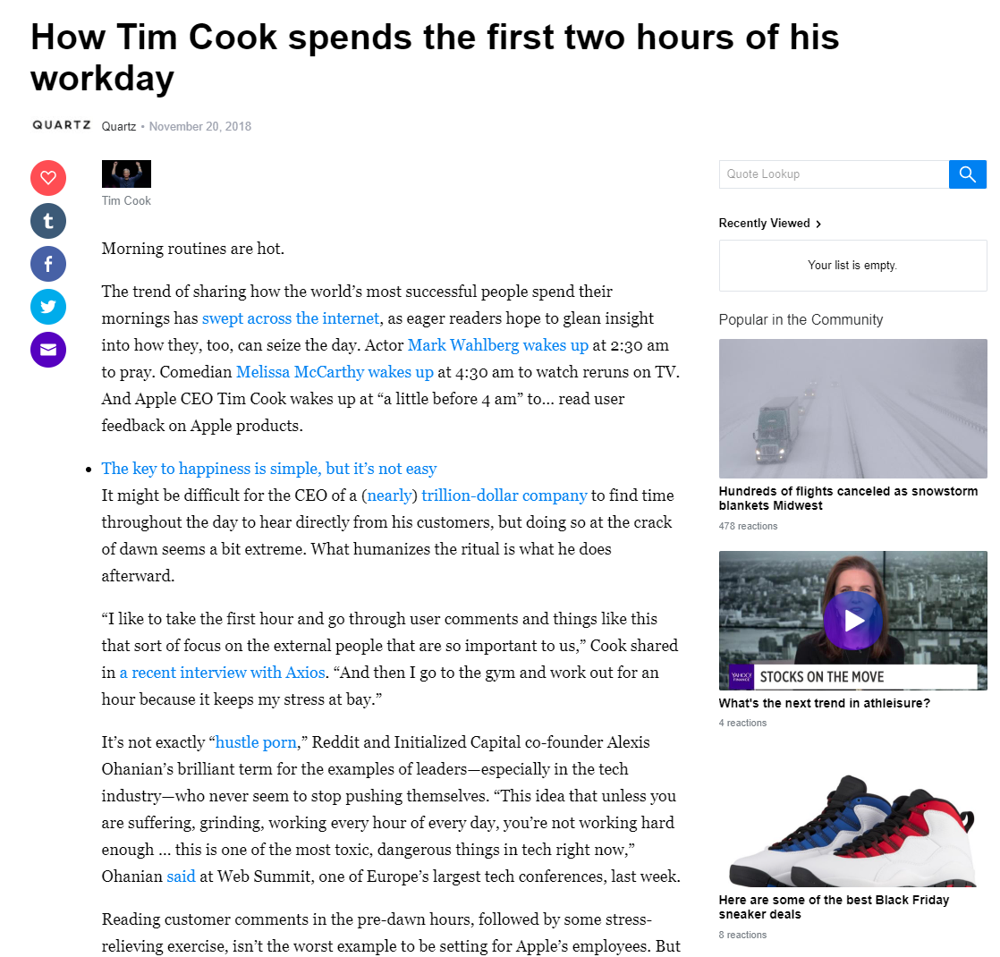 How Tim Cook spends the first two hours of his
workday
QUARTZ Quartz • November 20, 2018
Tim Cook
Morning routines are hot.
The trend of sharing how the world’s most successful people spend their
mornings has swept across the internet, as eager readers hope to glean insight
into how they, too, can seize the day. Actor Mark Wahlberg wakes up at 2:30 am
to pray. Comedian Melissa McCarthy wakes up at 4:30 am to watch reruns on TV.
And Apple CEO Tim Cook wakes up at “a little before 4 am” to… read user
feedback on Apple products.
• The key to happiness is simple, but it’s not easy
It might be difficult for the CEO of a (nearly) trillion-dollar company to find time
throughout the day to hear directly from his customers, but doing so at the crack
of dawn seems a bit extreme. What humanizes the ritual is what he does
afterward.
“I like to take the first hour and go through user comments and things like this
that sort of focus on the external people that are so important to us,” Cook shared
in a recent interview with Axios. “And then I go to the gym and work out for an
hour because it keeps my stress at bay.”
It’s not exactly “hustle porn,” Reddit and Initialized Capital co-founder Alexis
Ohanian’s brilliant term for the examples of leaders—especially in the tech
industry—who never seem to stop pushing themselves. “This idea that unless you
are suffering, grinding, working every hour of every day, you’re not working hard
enough … this is one of the most toxic, dangerous things in tech right now,”
Ohanian said at Web Summit, one of Europe’s largest tech conferences, last week.
Reading customer comments in the pre-dawn hours, followed by some stress-
relieving exercise, isn’t the worst example to be setting for Apple’s employees. But
Quote Lookup
Recently Viewed >
Your list is empty.
Popular in the Community
Hundreds of flights canceled as snowstorm
blankets Midwest
478 reactions
YAHOO!
FINANCE
STOCKS ON THE MOVE
What's the next trend in athleisure?
4 reactions
Here are some of the best Black Friday
sneaker deals
8 reactions